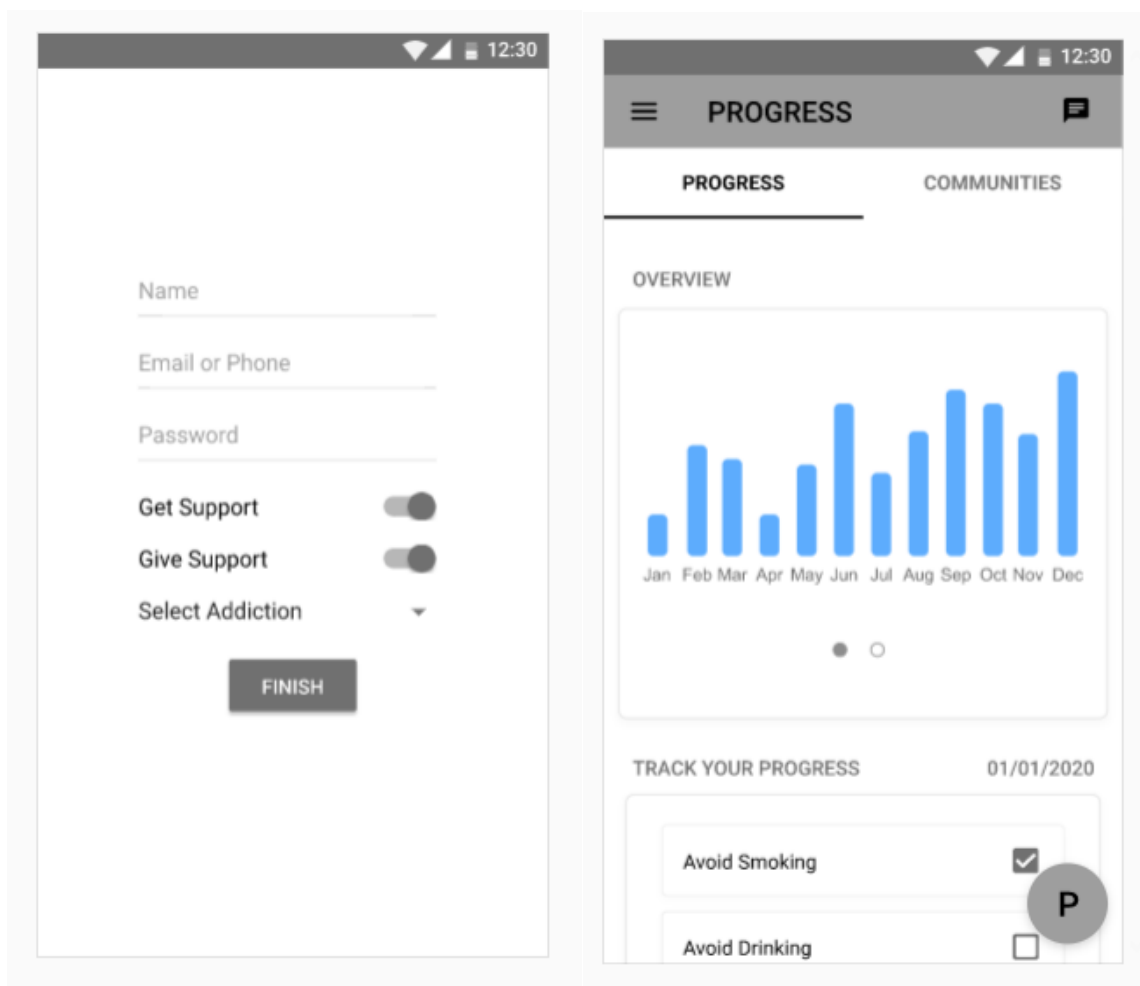 12:30
Name
Email or Phone
Password
Get Support
Give Support
Select Addiction
FINISH
12:30
PROGRESS
PROGRESS COMMUNITIES
OVERVIEW
Jan Feb Mar Apr May Jun Jul Aug Sep Oct Nov Dec
TRACK YOUR PROGRESS 01/01/2020
Avoid Smoking
P
Avoid Drinking